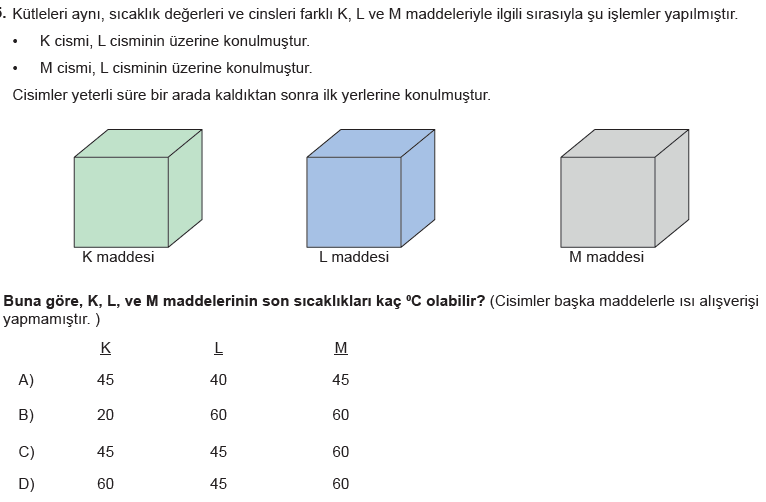 5. Kütleleri aynı, sıcaklık değerleri ve cinsleri farklı K, L ve M maddeleriyle ilgili sırasıyla şu işlemler yapılmıştır.
• K cismi, L cisminin üzerine konulmuştur.
• M cismi, L cisminin üzerine konulmuştur.
Cisimler yeterli süre bir arada kaldıktan sonra ilk yerlerine konulmuştur.
K maddesi L maddesi M maddesi
Buna göre, K, L, ve M maddelerinin son sıcaklıkları kaç ⁰C olabilir? (Cisimler başka maddelerle ısı alışverişi
yapmamıştır. )
K L M
A) 45 40 45
B) 20 60 60
C) 45 45 60
D) 60 45 60